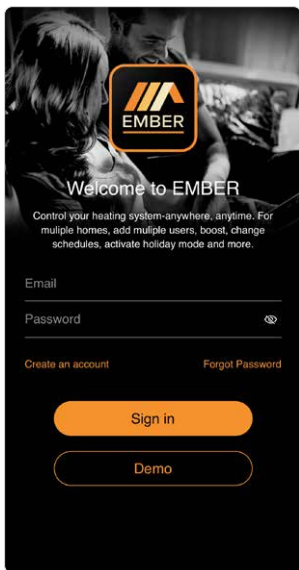 EMBER
Welcome to EMBER
Control your heating system-anywhere, anytime. For
muliple homes, add muliple users, boost, change
schedules, activate holiday mode and more.
Email
Password
Create an account
Forgot Password
Sign in
Demo